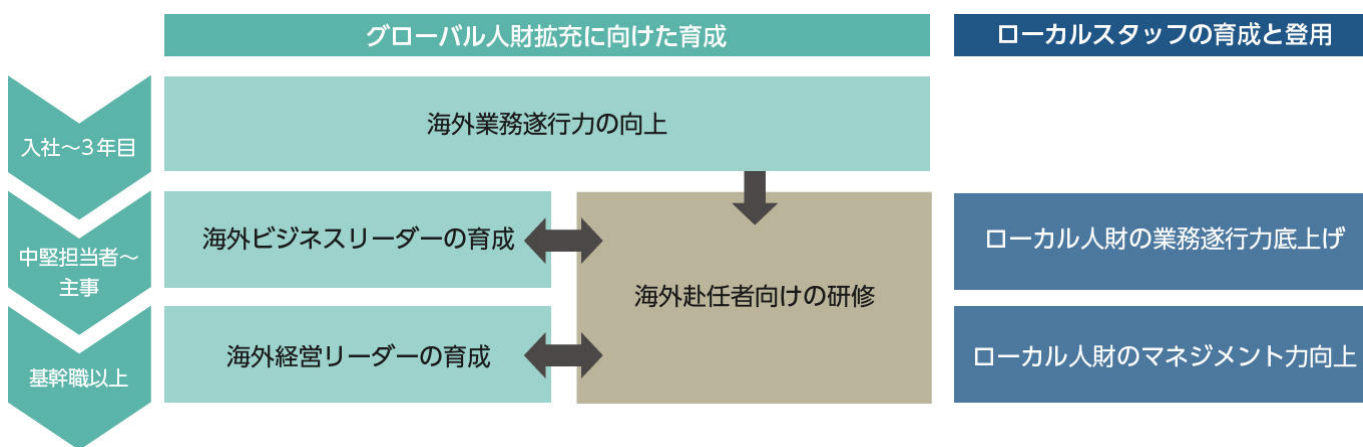 グローバル人財拡充に向けた育成
ローカルスタッフの育成と登用
入社～3年目
海外業務遂行力の向上
中堅担当者～
主事
海外ビジネスリーダーの育成
海外赴任者向けの研修
ローカル人財の業務遂行力底上げ
基幹職以上
海外経営リーダーの育成
ローカル人財のマネジメント力向上